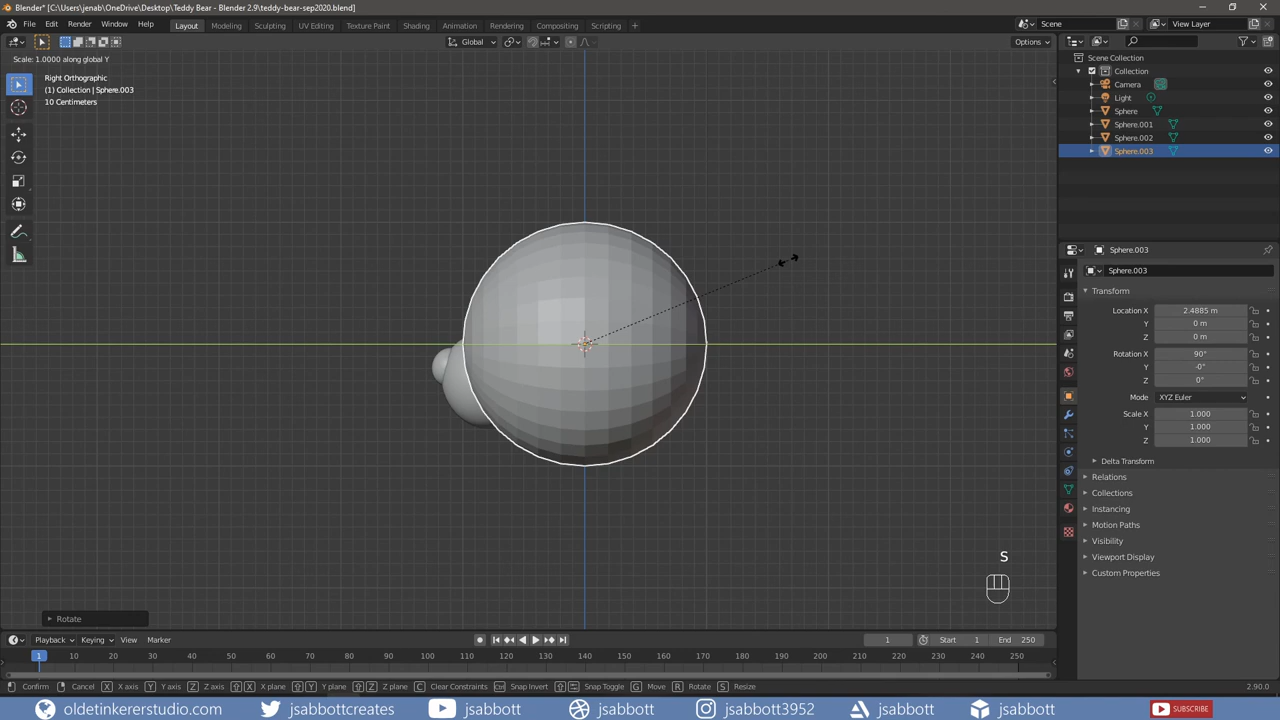 Blender* [C:\Users\jenab\OneDrive\Desktop\Teddy Bear - Blender 2.9\teddy-bear-sep2020.blend]
File Edit Render Window Help Layout Modeling Sculpting UV Editing Texture Paint Shading Animation Rendering Compositing Scripting + Scene View Layer
Global Options
Scale: 1.0000 along global Y
Right Orthographic
(1) Collection | Sphere.003
10 Centimeters
Scene Collection
Collection
Camera
Light
Sphere
Sphere.001
Sphere.002
Sphere.003
Sphere.003
Sphere.003
Transform
Location X 2.4885 m
Y 0 m
Z 0 m
Rotation X 90°
Y -0°
Z 0°
Mode XYZ Euler
Scale X 1.000
Y 1.000
Z 1.000
Delta Transform
Relations
Collections
Instancing
Motion Paths
Visibility
Viewport Display
Custom Properties
S
Rotate
Playback Keying View Marker 1 Start 1 End 250
1 10 20 30 40 50 60 70 80 90 100 110 120 130 140 150 160 170 180 190 200 210 220 230 240 250
Confirm Cancel X X axis Y Y axis Z Z axis X X plane Y Y plane Z Z plane C Clear Constraints Ctrl Snap Invert Snap Toggle G Move R Rotate S Resize 2.90.0
oldetinkererstudio.com jsabbottcreates jsabbott jsabbott jsabbott3952 jsabbott jsabbott SUBSCRIBE